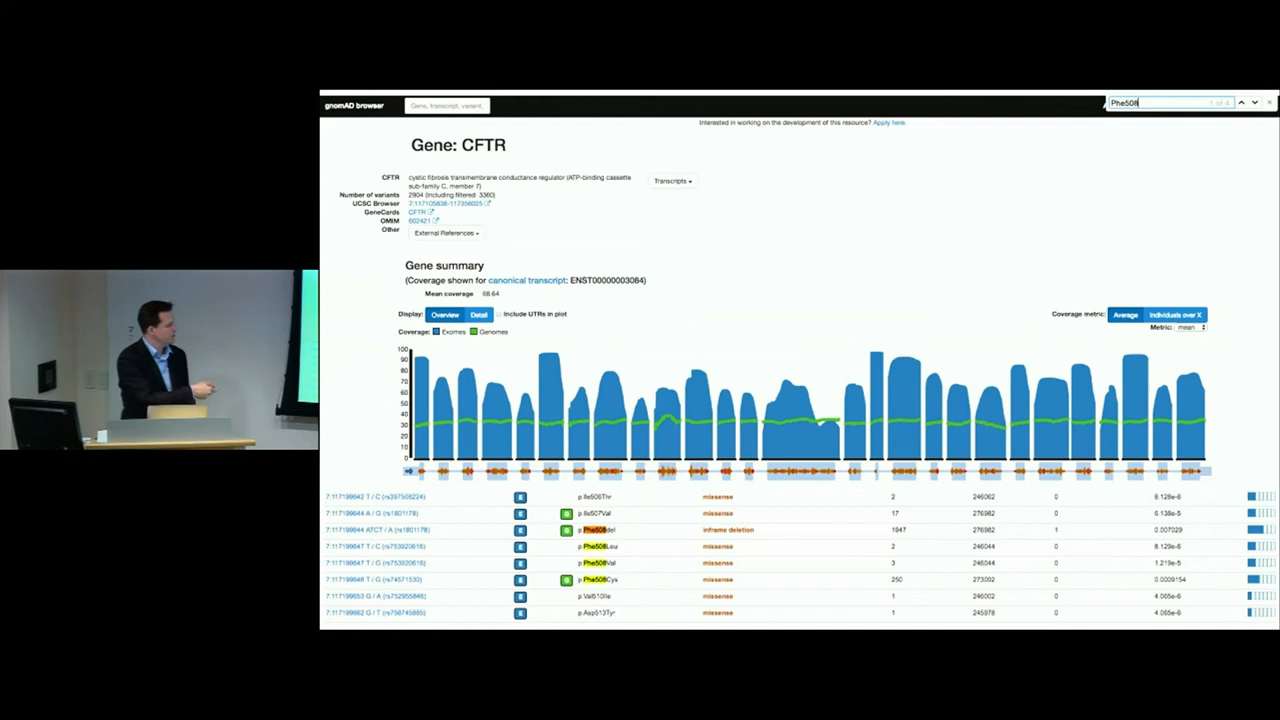 gnomAD browser
Gene, transcript, variant,
Phe508
1 of 4
Interested in working on the development of this resource? Apply here.
Gene: CFTR
CFTR cystic fibrosis transmembrane conductance regulator (ATP-binding cassette
sub-family C, member 7)
Transcripts
Number of variants 2904 (Including filtered: 3360)
UCSC Browser 7:117105838-117356025
GeneCards CFTR
OMIM 602421
Other External References
Gene summary
(Coverage shown for canonical transcript: ENST00000003084)
Mean coverage 68.64
Display: Overview Detail Include UTRs in plot
Coverage metric: Average Individuals over X
Metric: mean
Coverage: Exomes Genomes
100
90
80
70
60
50
40
30
20
10
0
7:117199642 T / C (rs397508224) E p.Ile506Thr missense 2 246062 0 8.128e-6
7:117199644 A / G (rs1801178) E G p.Ile507Val missense 17 276982 0 6.138e-5
7:117199644 ATCT / A (rs1801178) E G p.Phe508del inframe deletion 1947 276982 1 0.007029
7:117199647 T / C (rs753920616) E p.Phe508Leu missense 2 246044 0 8.129e-6
7:117199647 T / G (rs753920616) E p.Phe508Val missense 3 246044 0 1.219e-5
7:117199648 T / G (rs74571530) E G p.Phe508Cys missense 250 273092 0 0.0009154
7:117199653 G / A (rs752955846) E p.Val510Ile missense 1 246002 0 4.065e-6
7:117199662 G / T (rs758745885) E p.Asp513Tyr missense 1 245978 0 4.065e-6